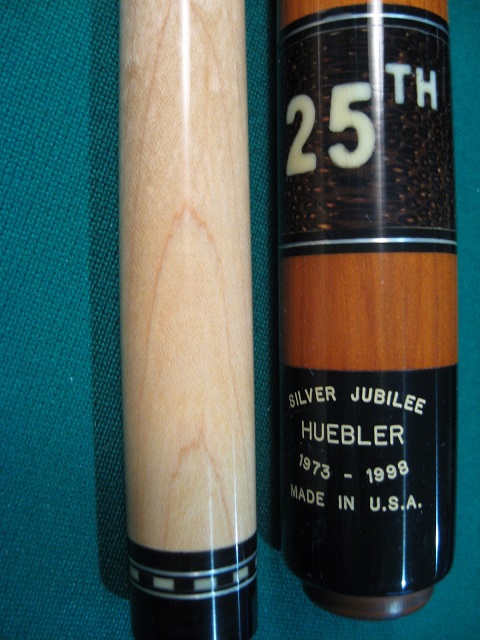 25TH
SILVER JUBILEE
HUEBLER
1973 - 1998
MADE IN U.S.A.